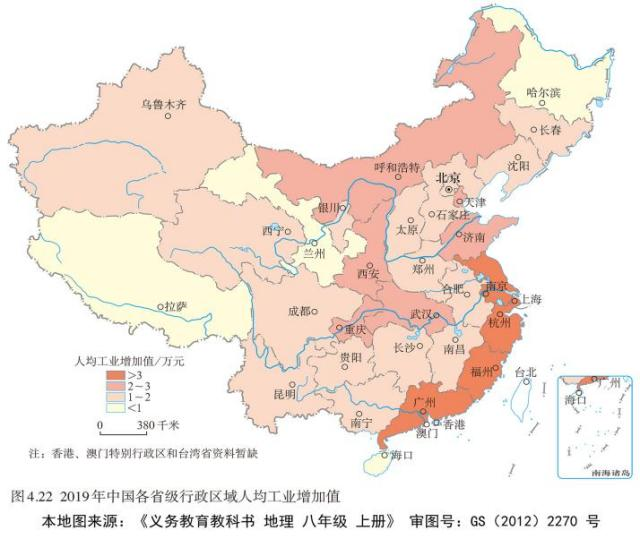 哈尔滨
乌鲁木齐
长春
沈阳
呼和浩特
北京
天津
银川
石家庄
太原
西宁
济南
兰州
西安
郑州
合肥
南京
上海
拉萨
成都
武汉
杭州
重庆
长沙
南昌
贵阳
福州
台北
昆明
广州
南宁
香港
澳门
海口
人均工业增加值/万元
>3
2~3
1~2
<1
0 380 千米
广州
海口
南海诸岛
注：香港、澳门特别行政区和台湾省资料暂缺
图4.22 2019年中国各省级行政区域人均工业增加值
本地图来源：《义务教育教科书 地理 八年级 上册》 审图号：GS（2012）2270 号